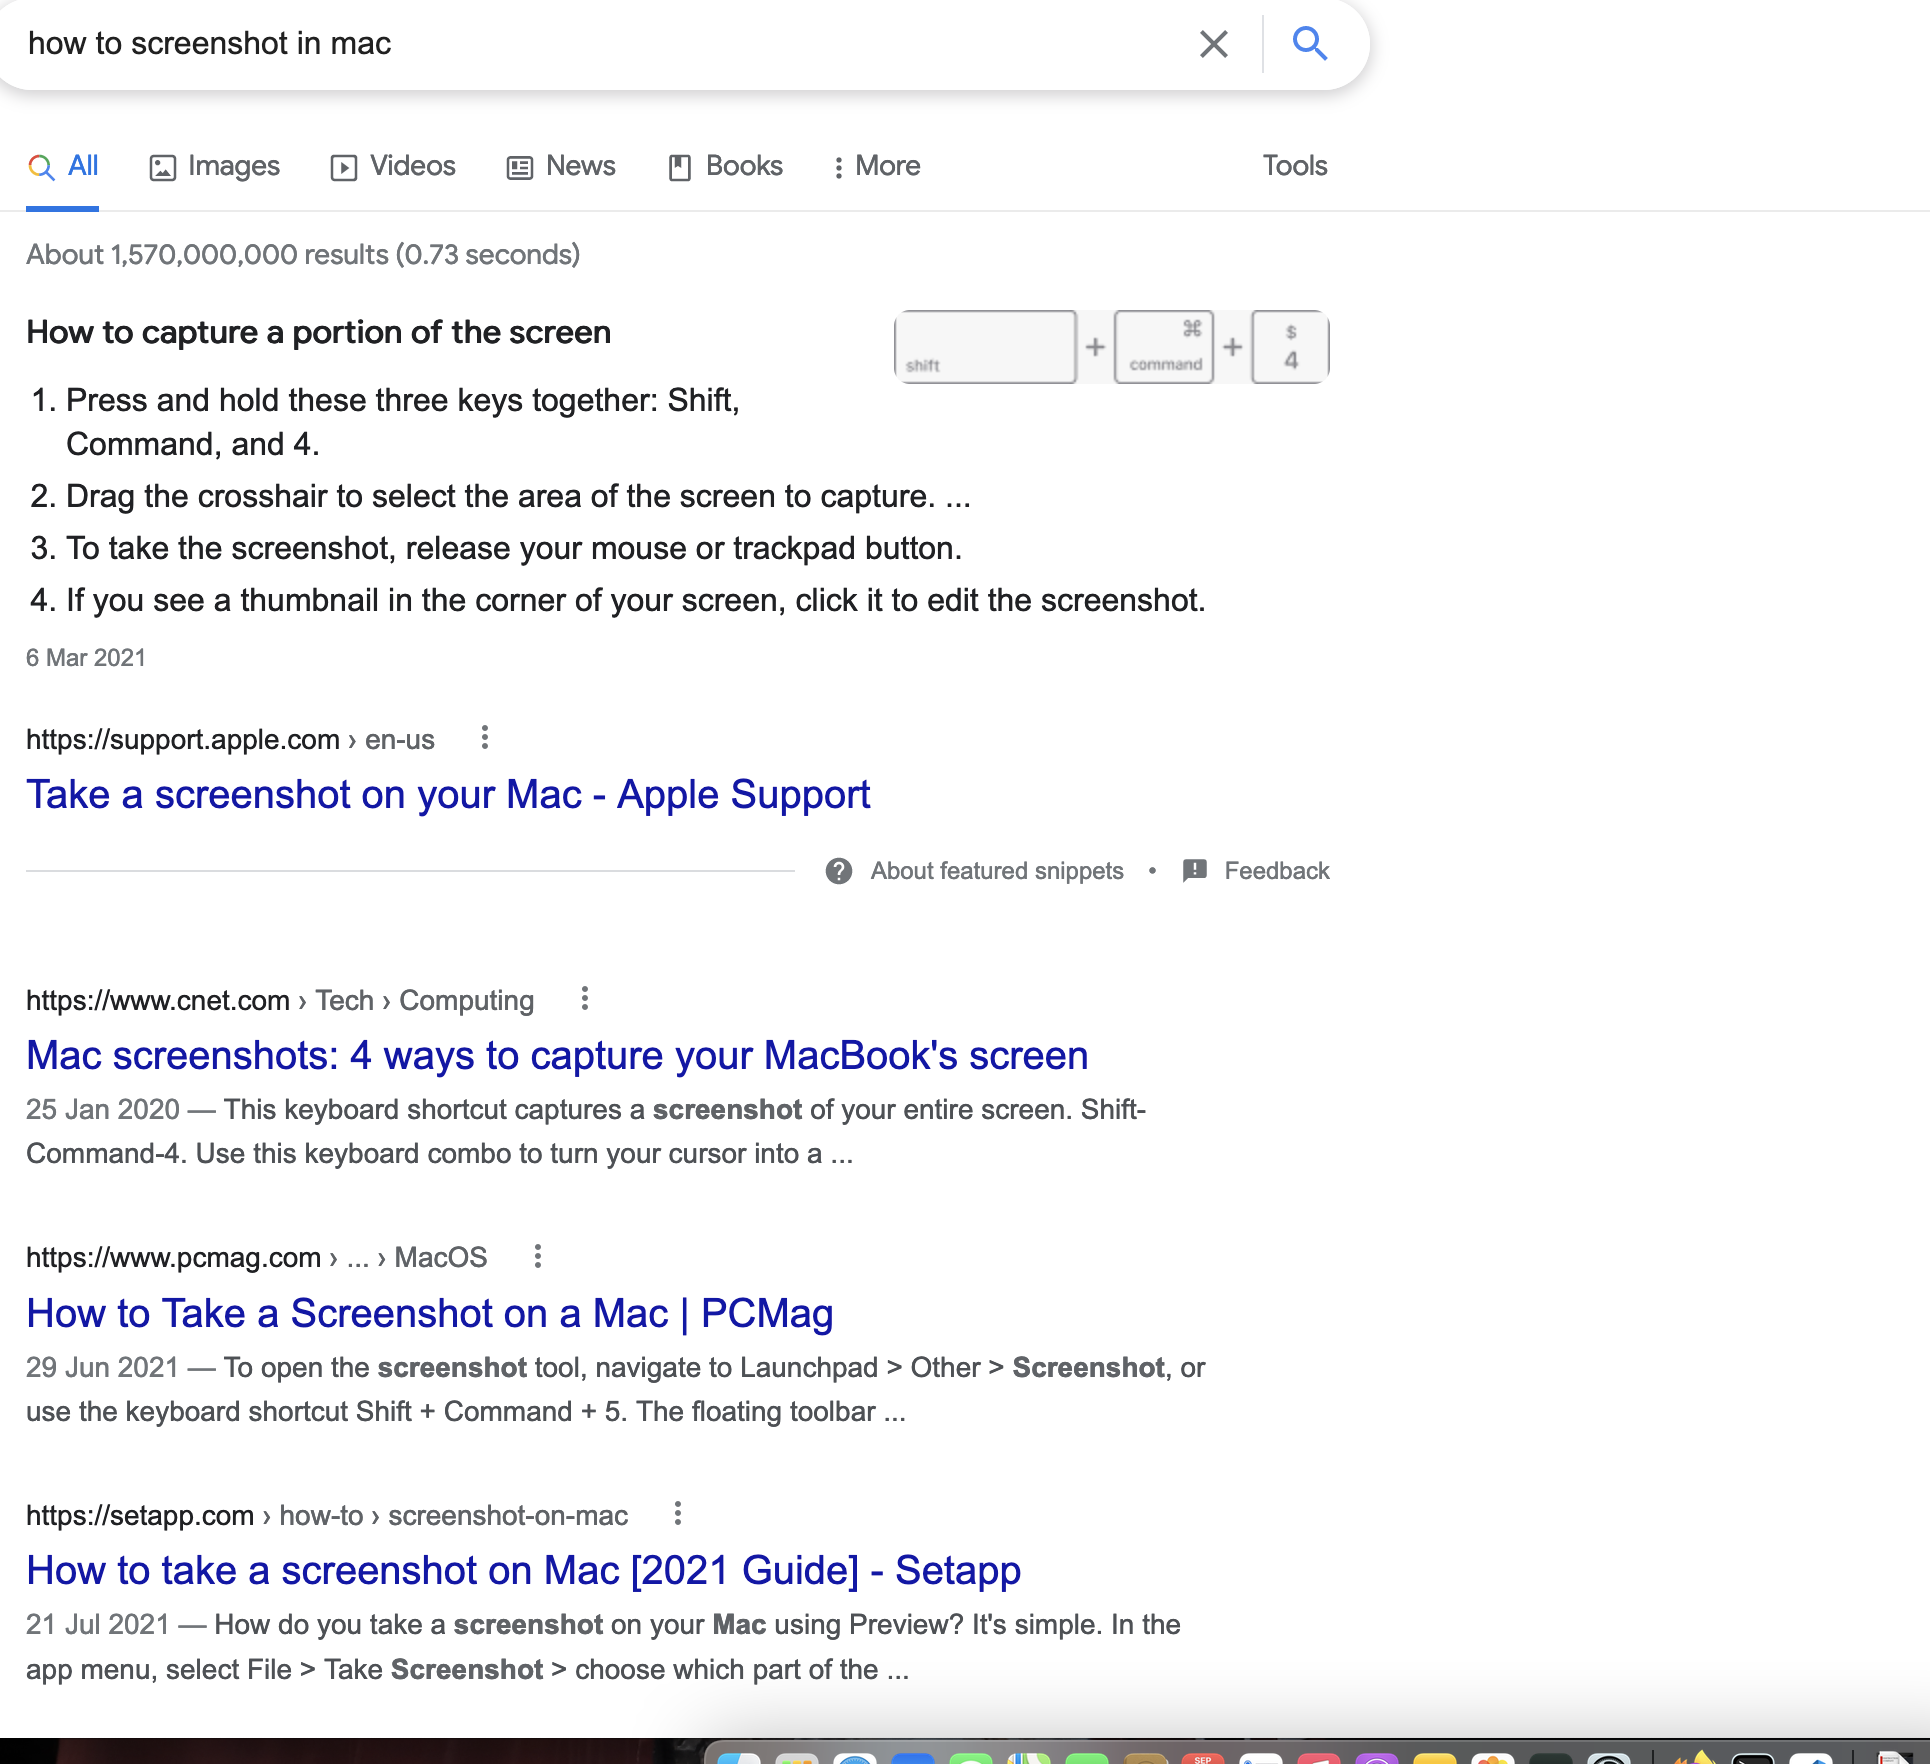 how to screenshot in mac
All Images Videos News Books More Tools
About 1,570,000,000 results (0.73 seconds)
How to capture a portion of the screen
shift + ⌘ command + $ 4
1. Press and hold these three keys together: Shift,
Command, and 4.
2. Drag the crosshair to select the area of the screen to capture. ...
3. To take the screenshot, release your mouse or trackpad button.
4. If you see a thumbnail in the corner of your screen, click it to edit the screenshot.
6 Mar 2021
https://support.apple.com › en-us
Take a screenshot on your Mac - Apple Support
About featured snippets • Feedback
https://www.cnet.com › Tech › Computing
Mac screenshots: 4 ways to capture your MacBook's screen
25 Jan 2020 — This keyboard shortcut captures a screenshot of your entire screen. Shift-
Command-4. Use this keyboard combo to turn your cursor into a ...
https://www.pcmag.com › ... › MacOS
How to Take a Screenshot on a Mac | PCMag
29 Jun 2021 — To open the screenshot tool, navigate to Launchpad > Other > Screenshot, or
use the keyboard shortcut Shift + Command + 5. The floating toolbar ...
https://setapp.com › how-to › screenshot-on-mac
How to take a screenshot on Mac [2021 Guide] - Setapp
21 Jul 2021 — How do you take a screenshot on your Mac using Preview? It's simple. In the
app menu, select File > Take Screenshot > choose which part of the ...
SEP